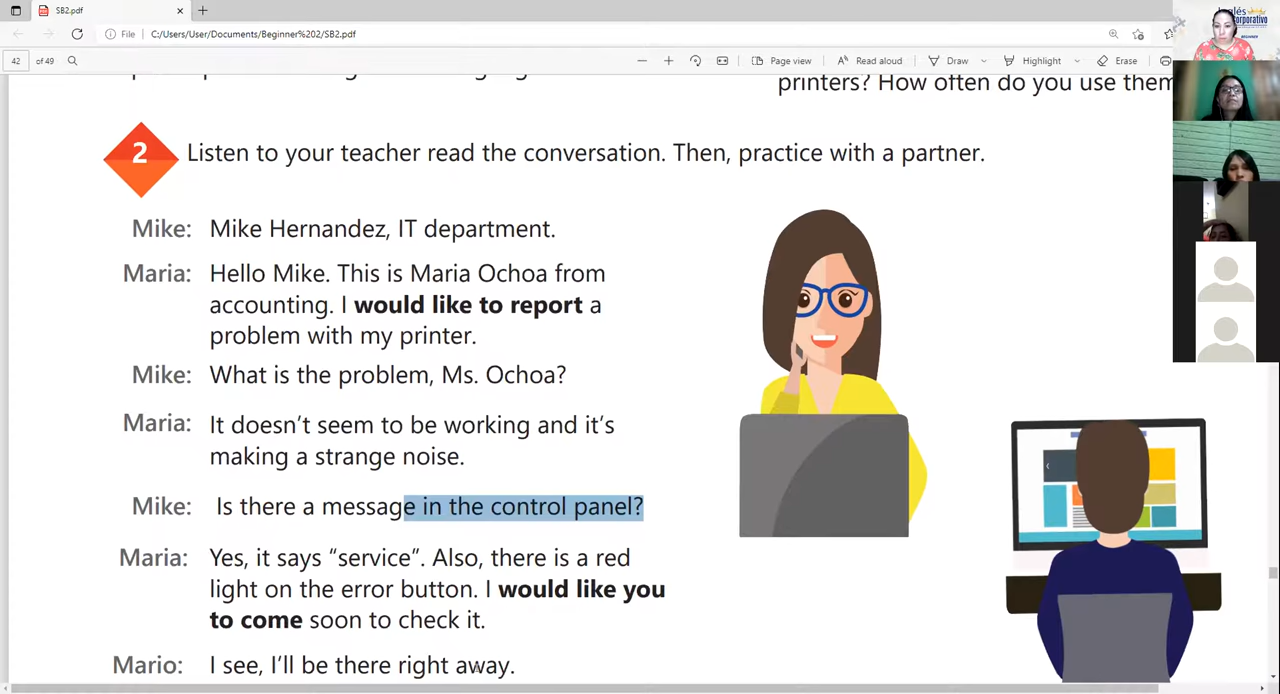 SB2.pdf
File
C:/Users/User/Documents/Beginner%202/SB2.pdf
42 of 49
Page view
Read aloud
Draw
Highlight
Erase
printers? How often do you use them
2 Listen to your teacher read the conversation. Then, practice with a partner.
Mike: Mike Hernandez, IT department.
Maria: Hello Mike. This is Maria Ochoa from
accounting. I would like to report a
problem with my printer.
Mike: What is the problem, Ms. Ochoa?
Maria: It doesn't seem to be working and it's
making a strange noise.
Mike: Is there a message in the control panel?
Maria: Yes, it says “service”. Also, there is a red
light on the error button. I would like you
to come soon to check it.
Mario: I see, I'll be there right away.